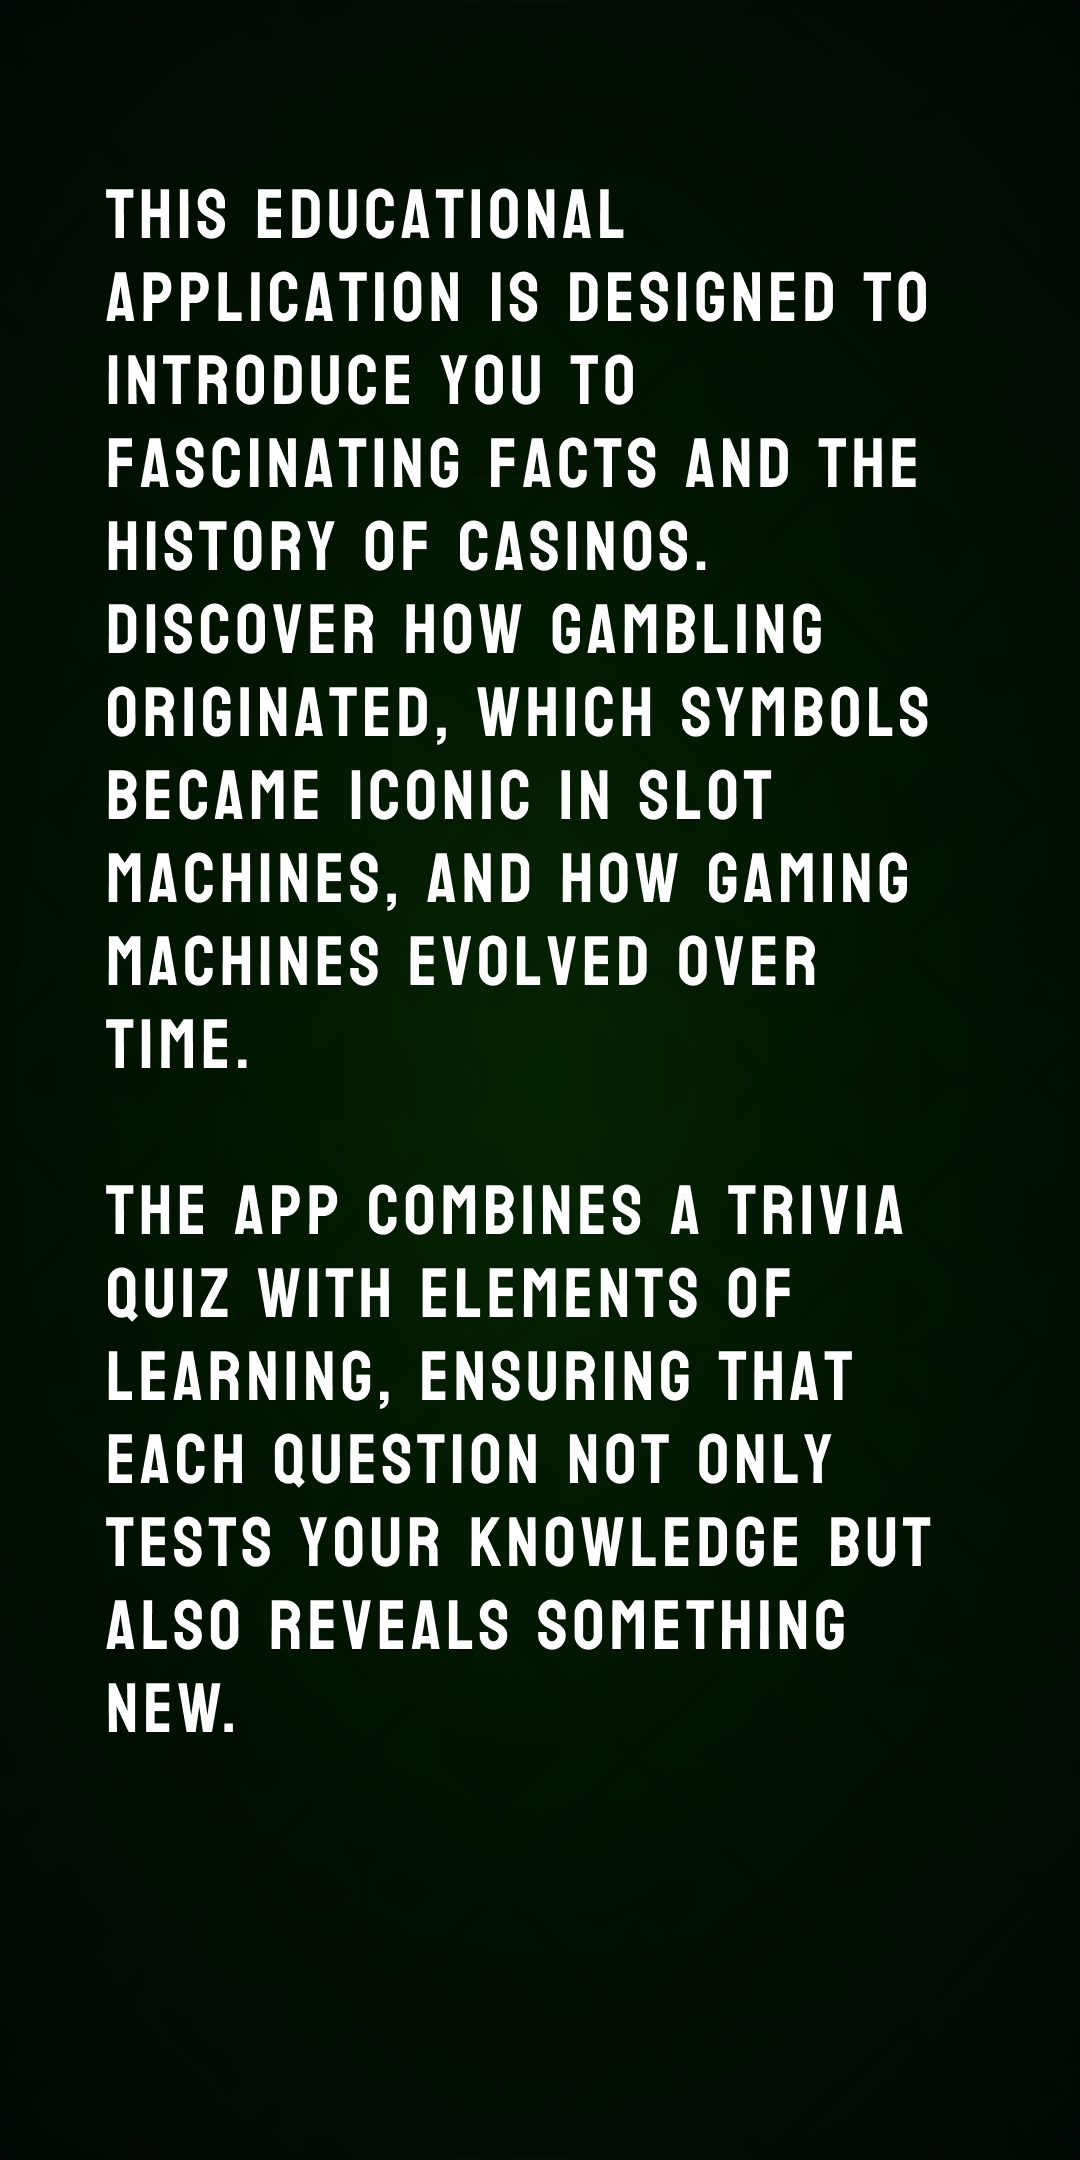 THIS EDUCATIONAL
APPLICATION IS DESIGNED TO
INTRODUCE YOU TO
FASCINATING FACTS AND THE
HISTORY OF CASINOS.
DISCOVER HOW GAMBLING
ORIGINATED, WHICH SYMBOLS
BECAME ICONIC IN SLOT
MACHINES, AND HOW GAMING
MACHINES EVOLVED OVER
TIME.

THE APP COMBINES A TRIVIA
QUIZ WITH ELEMENTS OF
LEARNING, ENSURING THAT
EACH QUESTION NOT ONLY
TESTS YOUR KNOWLEDGE BUT
ALSO REVEALS SOMETHING
NEW.